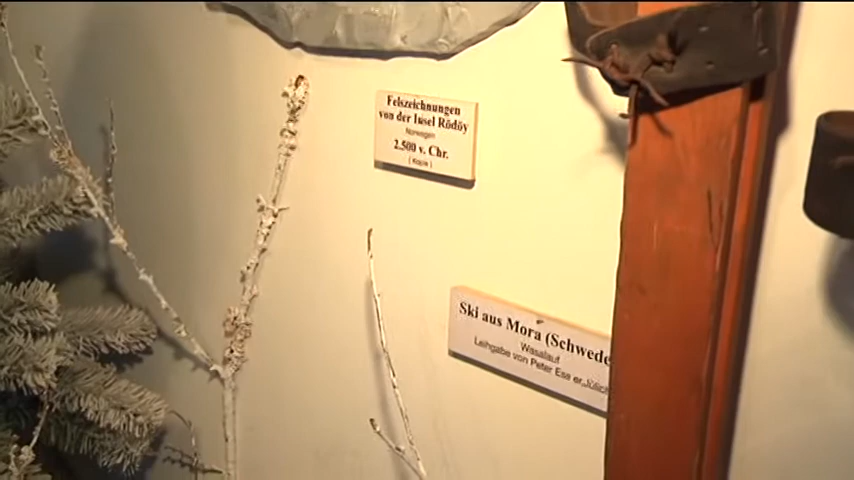 Felszeichnungen
von der Insel Rödöy
Norwegen
2.500 v. Chr.
( Kopie )
Ski aus Mora (Schwede
Wasalauf
Leihgabe von Peter